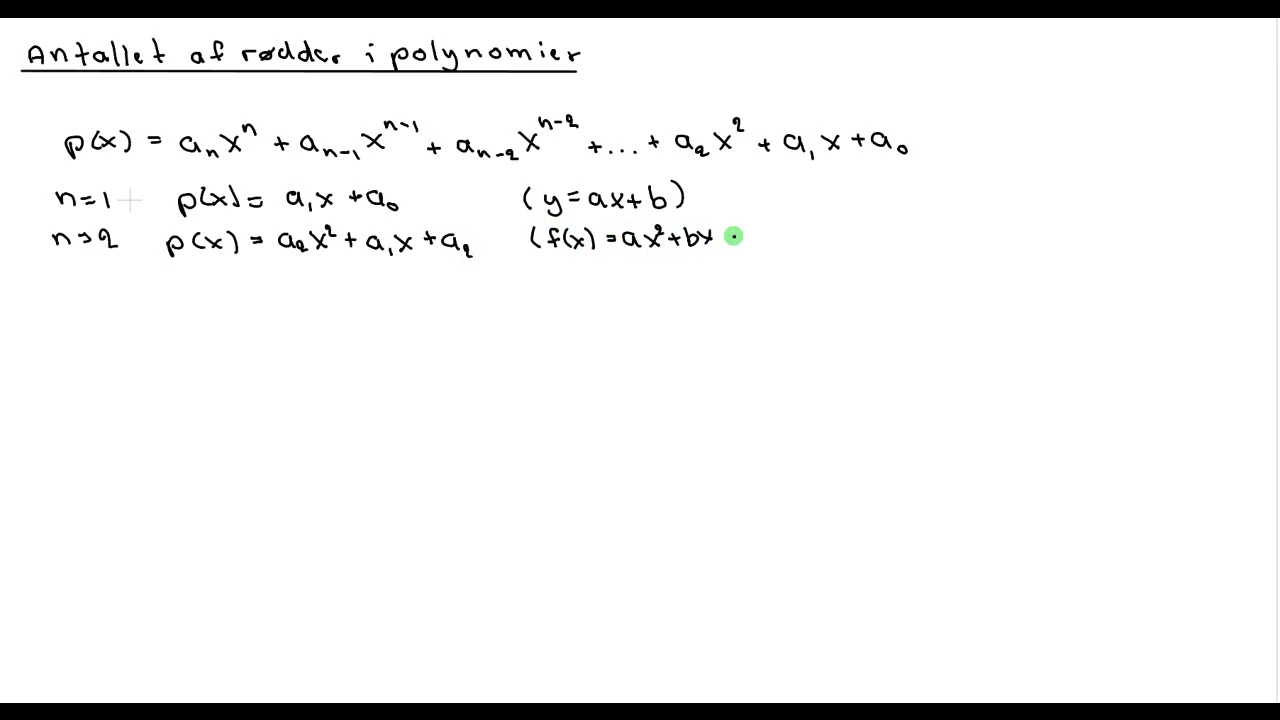 Antallet af rødder i polynomier
p(x) = aₙxⁿ + aₙ₋₁xⁿ⁻¹ + aₙ₋₂xⁿ⁻² + ... + a₂x² + a₁x + a₀
n=1 p(x) = a₁x + a₀ (y=ax+b)
n=2 p(x) = a₂x² + a₁x + a₂ (f(x) = ax²+bx